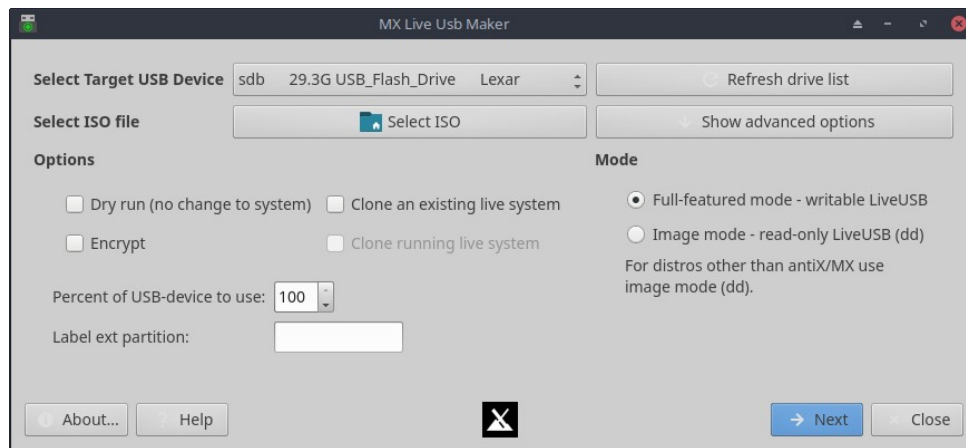 MX Live Usb Maker
Select Target USB Device sdb 29.3G USB_Flash_Drive Lexar Refresh drive list
Select ISO file Select ISO Show advanced options
Options Mode
Dry run (no change to system) Clone an existing live system Full-featured mode - writable LiveUSB
Encrypt Clone running live system Image mode - read-only LiveUSB (dd)
For distros other than antiX/MX use
image mode (dd).
Percent of USB-device to use: 100
Label ext partition:
About... Help Next Close